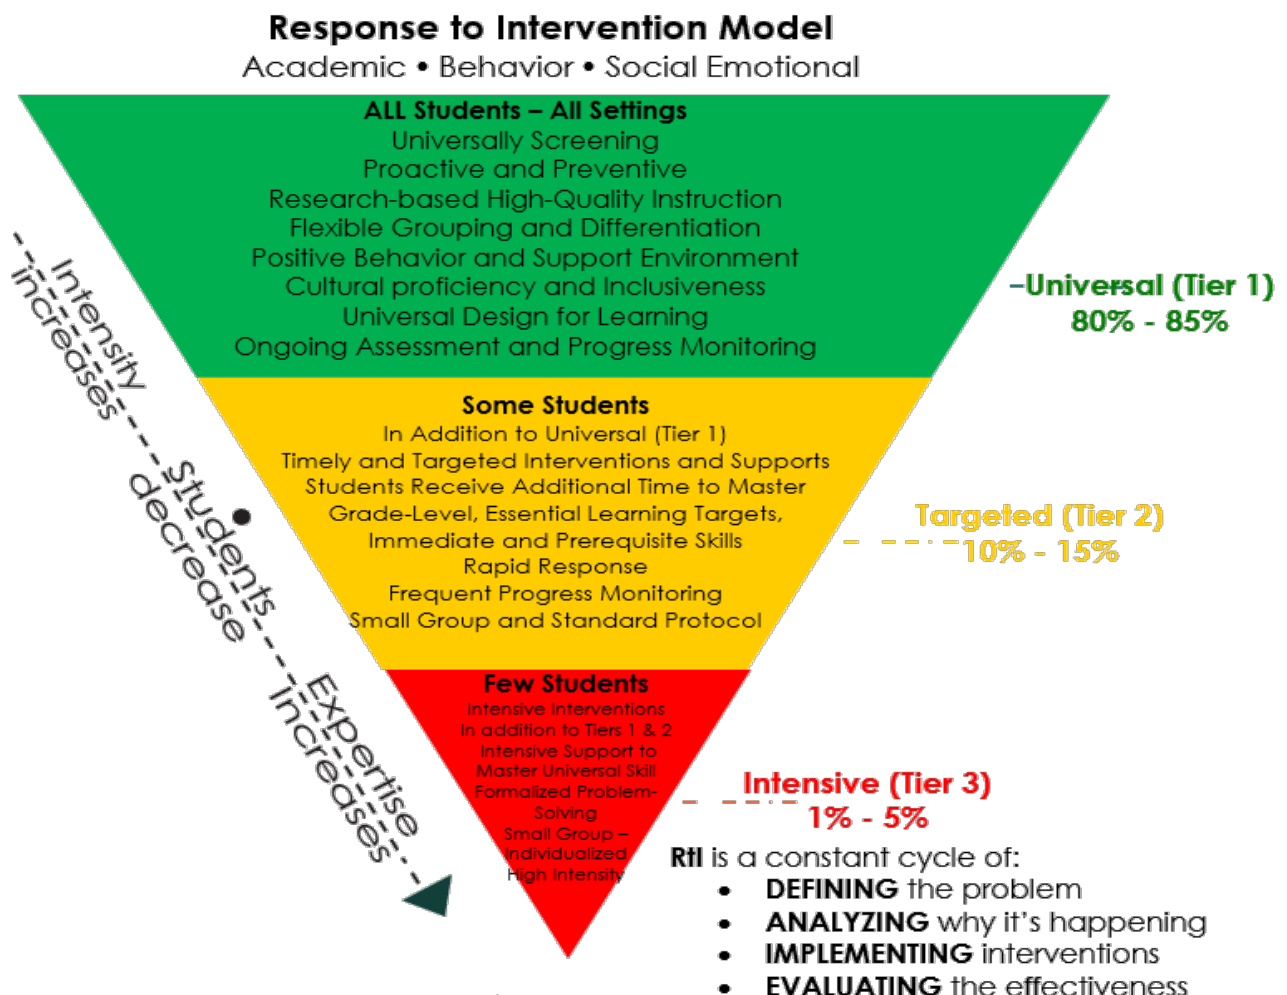 Response to Intervention Model
Academic • Behavior • Social Emotional
ALL Students – All Settings
Universally Screening
Proactive and Preventive
Research-based High-Quality Instruction
Flexible Grouping and Differentiation
Positive Behavior and Support Environment
Cultural proficiency and Inclusiveness
Universal Design for Learning
Ongoing Assessment and Progress Monitoring
Universal (Tier 1)
80% - 85%
Intensity
increases
Students
decrease
Expertise
Increases
Some Students
In Addition to Universal (Tier 1)
Timely and Targeted Interventions and Supports
Students Receive Additional Time to Master
Grade-Level, Essential Learning Targets,
Immediate and Prerequisite Skills
Rapid Response
Frequent Progress Monitoring
Small Group and Standard Protocol
Targeted (Tier 2)
10% - 15%
Few Students
Intensive Interventions
In addition to Tiers 1 & 2
Intensive Support to
Master Universal Skill
Formalized Problem-
Solving
Small Group –
Individualized
High Intensity
Intensive (Tier 3)
1% - 5%
RtI is a constant cycle of:
• DEFINING the problem
• ANALYZING why it's happening
• IMPLEMENTING interventions
• EVALUATING the effectiveness